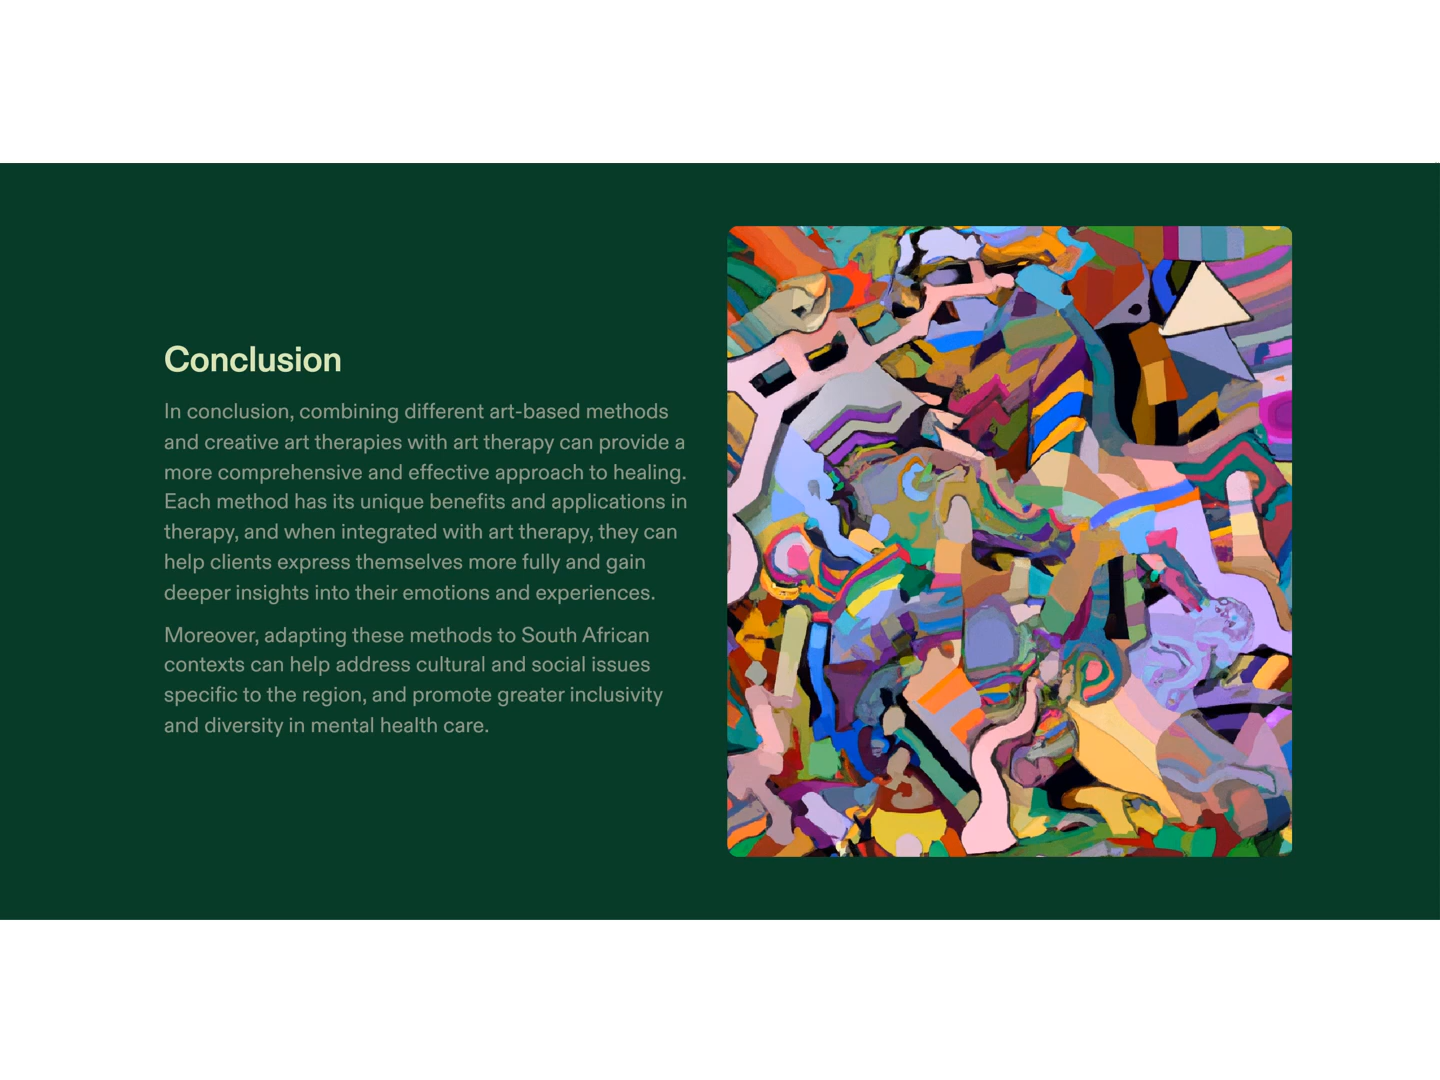 Conclusion
In conclusion, combining different art-based methods
and creative art therapies with art therapy can provide a
more comprehensive and effective approach to healing.
Each method has its unique benefits and applications in
therapy, and when integrated with art therapy, they can
help clients express themselves more fully and gain
deeper insights into their emotions and experiences.
Moreover, adapting these methods to South African
contexts can help address cultural and social issues
specific to the region, and promote greater inclusivity
and diversity in mental health care.